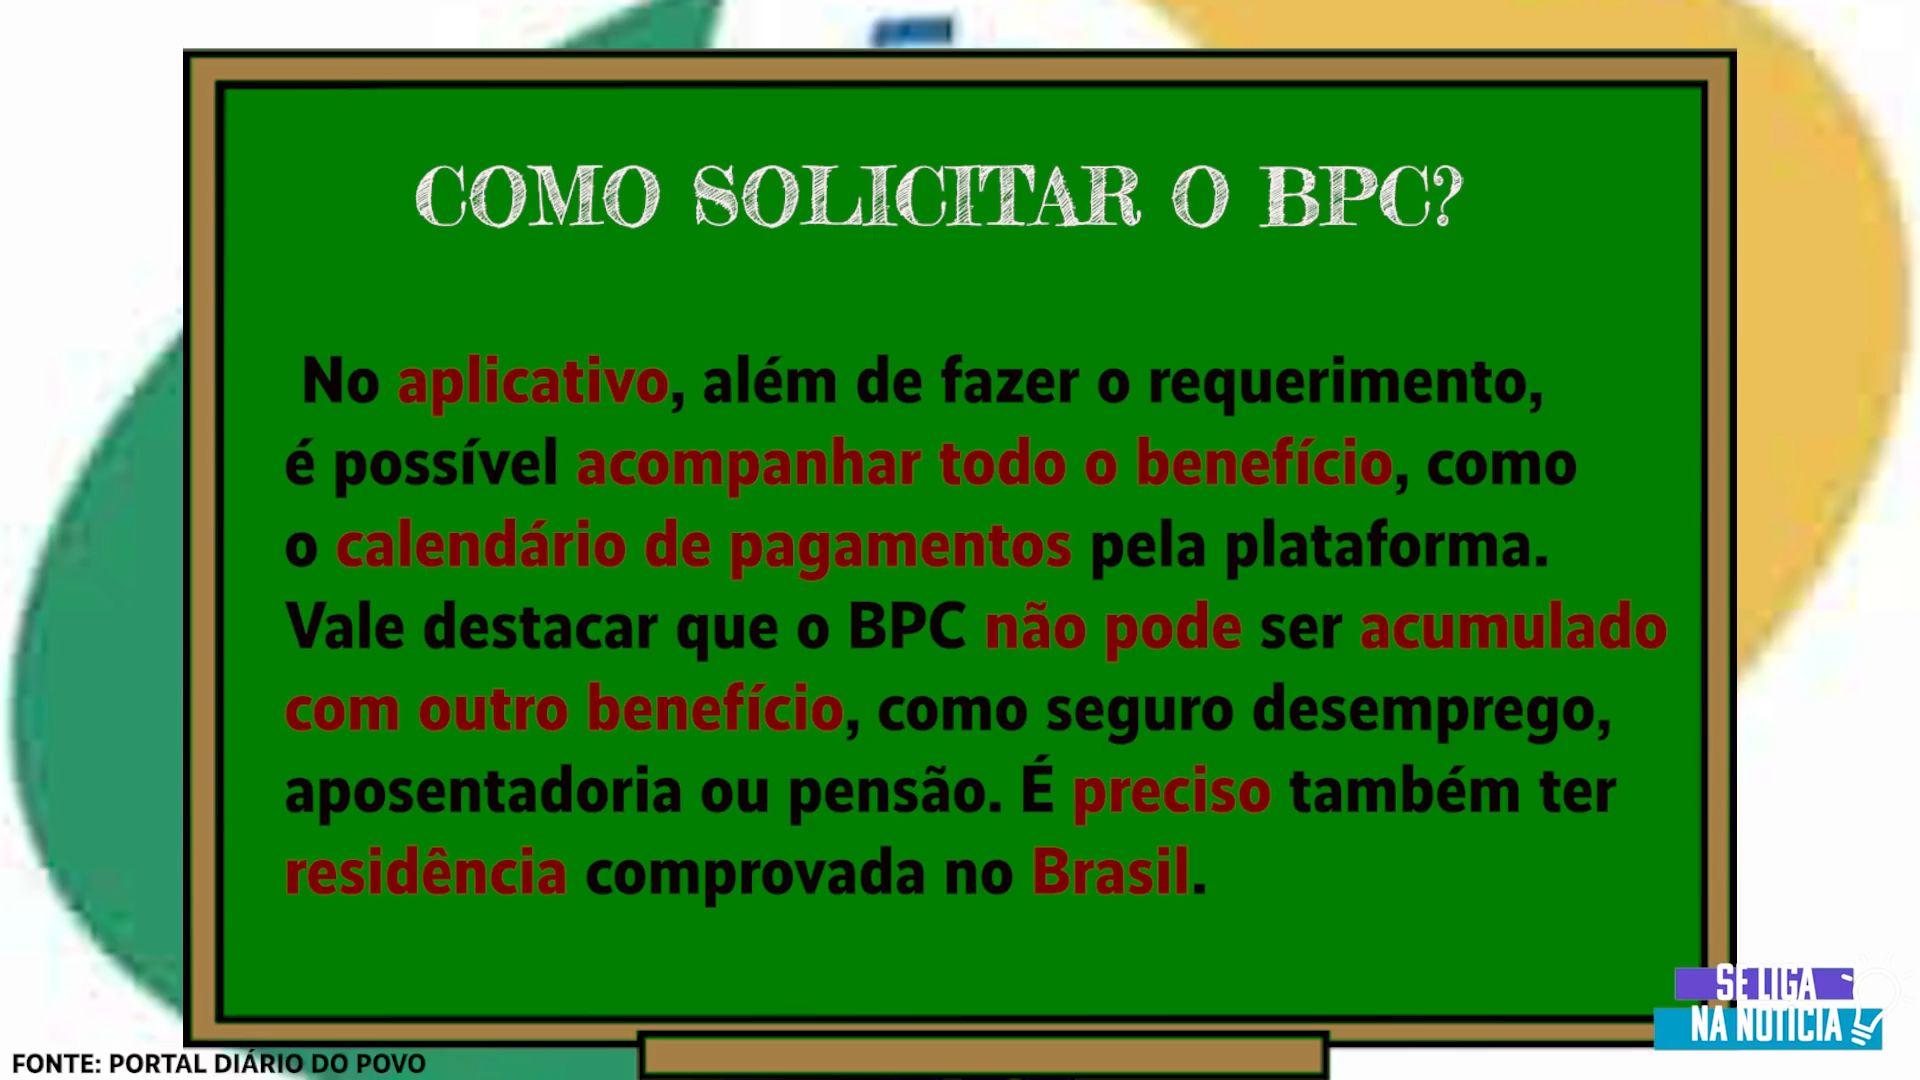 COMO SOLICITAR O BPC?
No aplicativo, além de fazer o requerimento,
é possível acompanhar todo o benefício, como
o calendário de pagamentos pela plataforma.
Vale destacar que o BPC não pode ser acumulado
com outro benefício, como seguro desemprego,
aposentadoria ou pensão. É preciso também ter
residência comprovada no Brasil.
SE LIGA
NA NOTÍCIA
FONTE: PORTAL DIÁRIO DO POVO